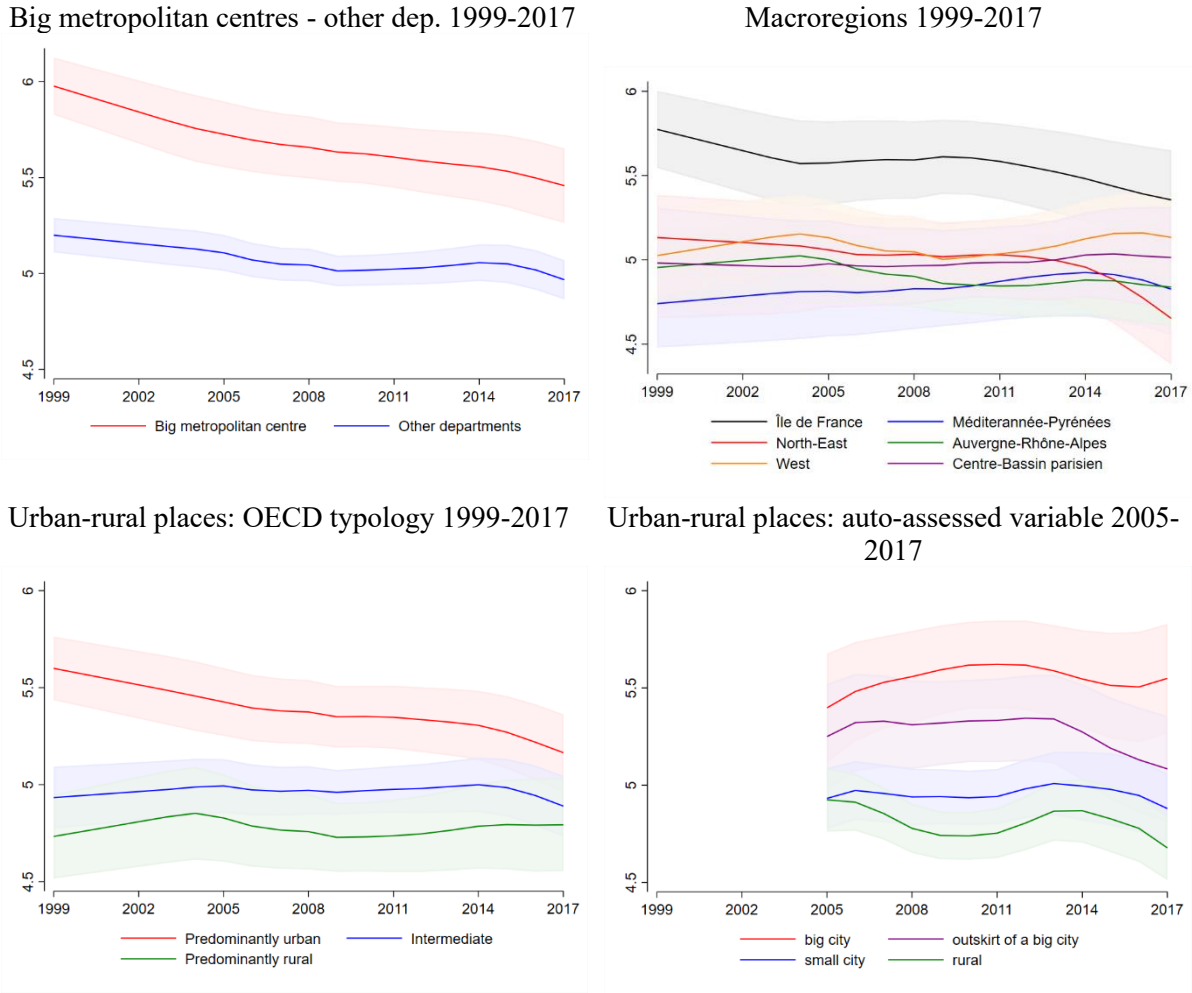 Big metropolitan centres - other dep. 1999-2017
6
5.5
5
4.5
1999 2002 2005 2008 2011 2014 2017
Big metropolitan centre Other departments
Macroregions 1999-2017
6
5.5
5
4.5
1999 2002 2005 2008 2011 2014 2017
Île de France Méditerannée-Pyrénées
North-East Auvergne-Rhône-Alpes
West Centre-Bassin parisien
Urban-rural places: OECD typology 1999-2017
6
5.5
5
4.5
1999 2002 2005 2008 2011 2014 2017
Predominantly urban Intermediate
Predominantly rural
Urban-rural places: auto-assessed variable 2005-
2017
6
5.5
5
4.5
1999 2002 2005 2008 2011 2014 2017
big city outskirt of a big city
small city rural